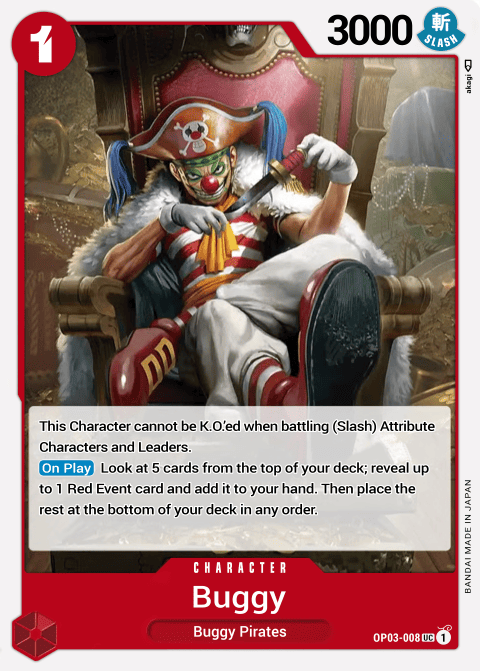 1
3000
斬
SLASH
akagi
This Character cannot be K.O.'ed when battling (Slash) Attribute
Characters and Leaders.
On Play Look at 5 cards from the top of your deck; reveal up
to 1 Red Event card and add it to your hand. Then place the
rest at the bottom of your deck in any order.
BANDAI MADE IN JAPAN
CHARACTER
Buggy
Buggy Pirates
OP03-008 UC 1